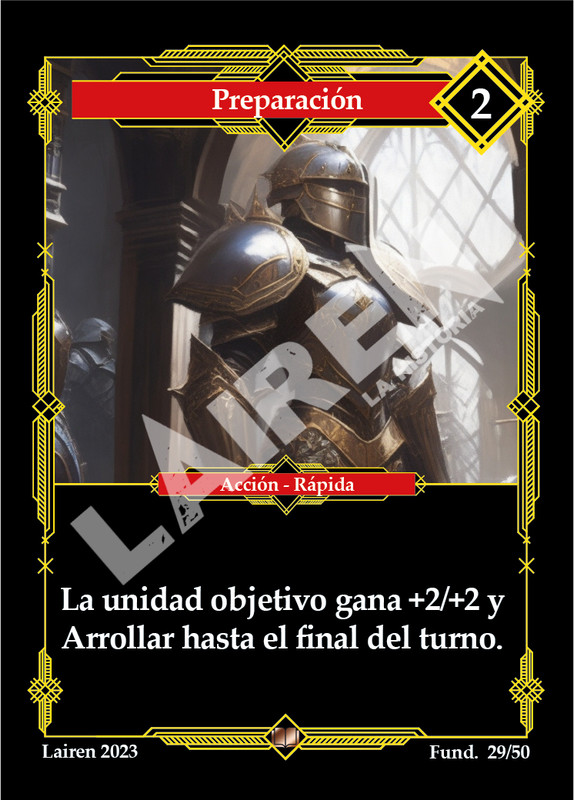 Preparación
2
LAIREN
LA HISTORIA
Acción - Rápida
La unidad objetivo gana +2/+2 y
Arrollar hasta el final del turno.
Lairen 2023
Fund. 29/50